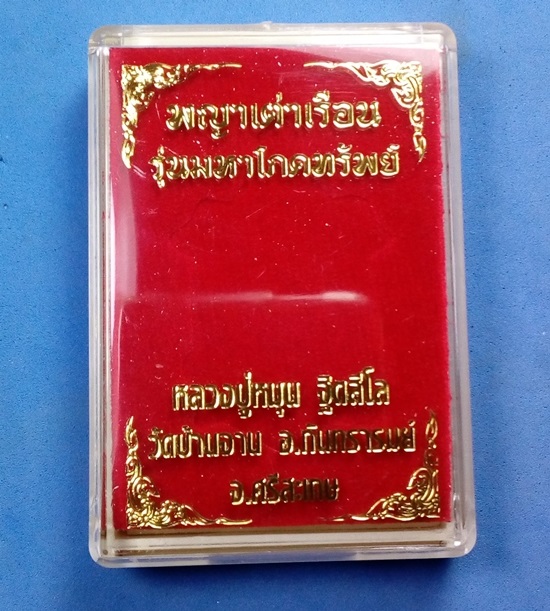 พญาเต่าเรือน
รุ่นมหาโภคทรัพย์
หลวงปู่หมุน ฐิตสีโล
วัดบ้านจาน อ.กันทรารมย์
จ.ศรีสะเกษ